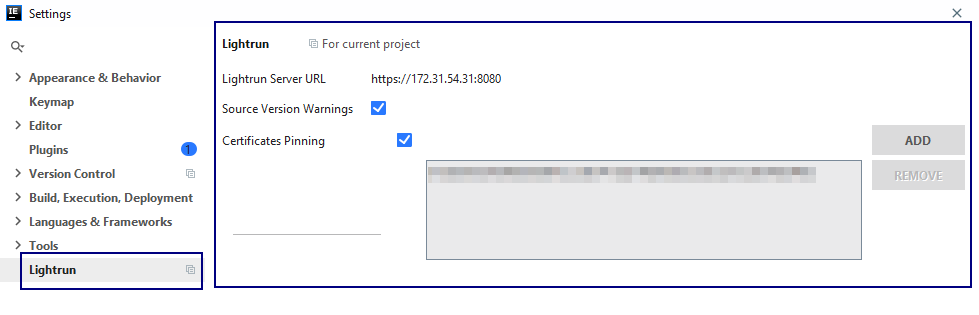 IE Settings
Appearance & Behavior
Keymap
Editor
Plugins 1
Version Control
Build, Execution, Deployment
Languages & Frameworks
Tools
Lightrun
Lightrun For current project
Lightrun Server URL https://172.31.54.31:8080
Source Version Warnings
Certificates Pinning
ADD
REMOVE